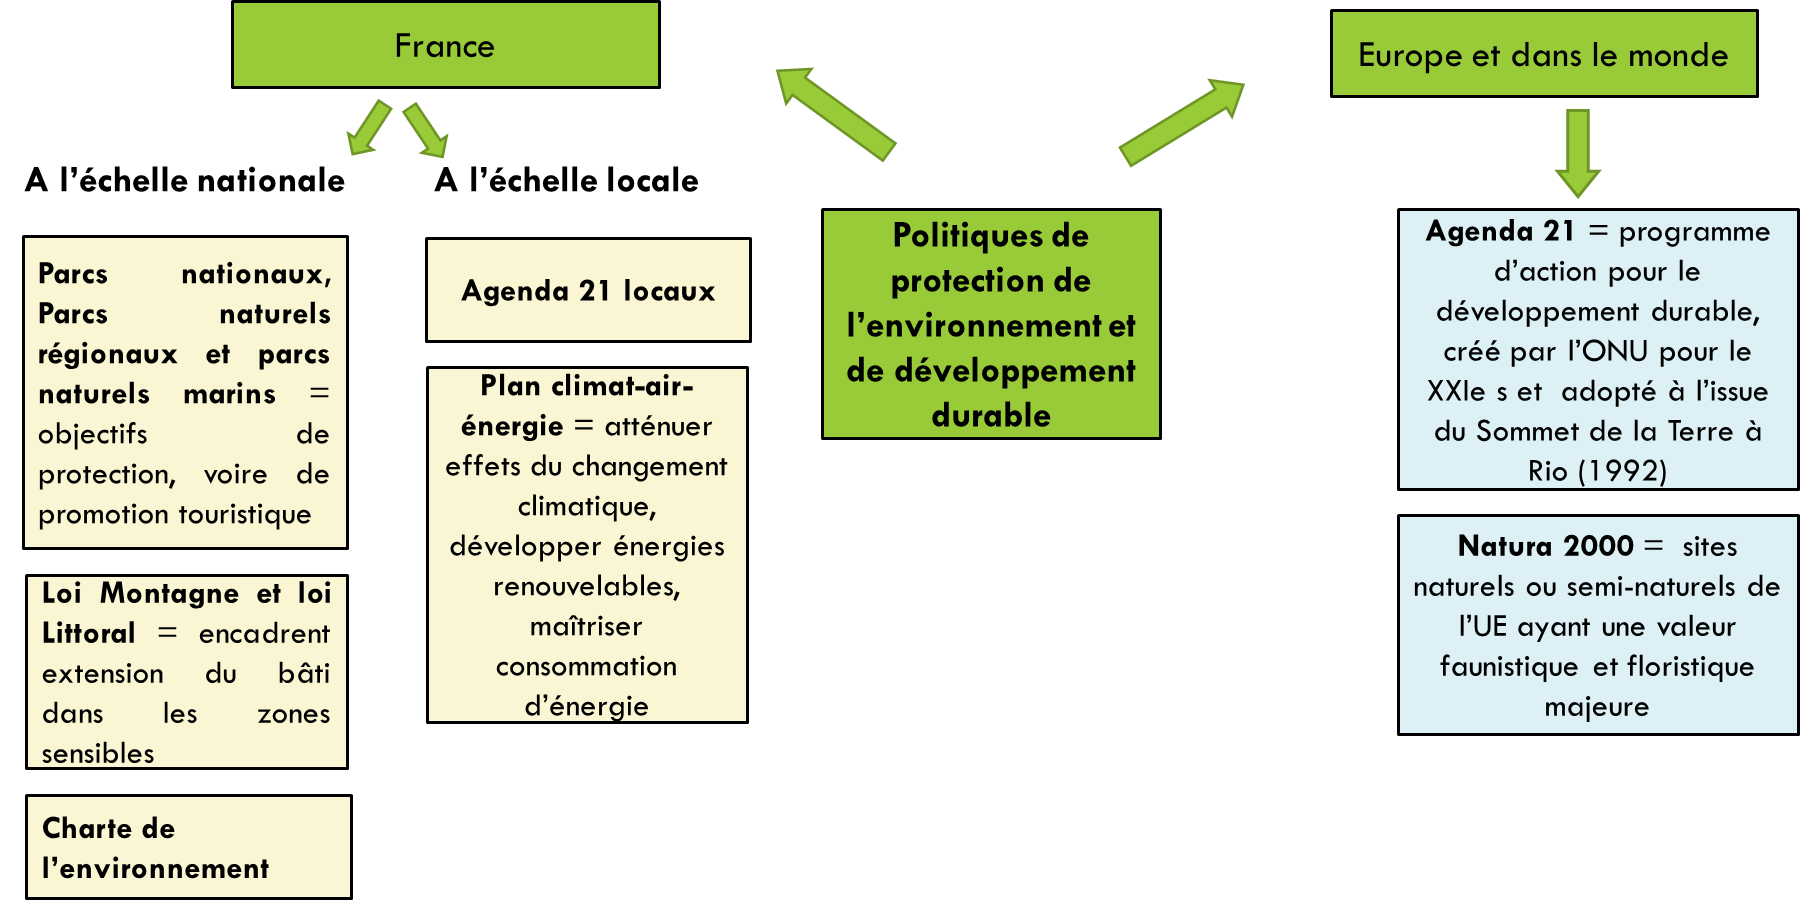 France
A l’échelle nationale
Parcs nationaux,
Parcs naturels
régionaux et parcs
naturels marins =
objectifs de
protection, voire de
promotion touristique
Loi Montagne et loi
Littoral = encadrent
extension du bâti
dans les zones
sensibles
Charte de
l’environnement
A l’échelle locale
Agenda 21 locaux
Plan climat-air-
énergie = atténuer
effets du changement
climatique,
développer énergies
renouvelables,
maîtriser
consommation
d’énergie
Politiques de
protection de
l’environnement et
de développement
durable
Europe et dans le monde
Agenda 21 = programme
d’action pour le
développement durable,
créé par l’ONU pour le
XXIe s et adopté à l’issue
du Sommet de la Terre à
Rio (1992)
Natura 2000 = sites
naturels ou semi-naturels de
l’UE ayant une valeur
faunistique et floristique
majeure